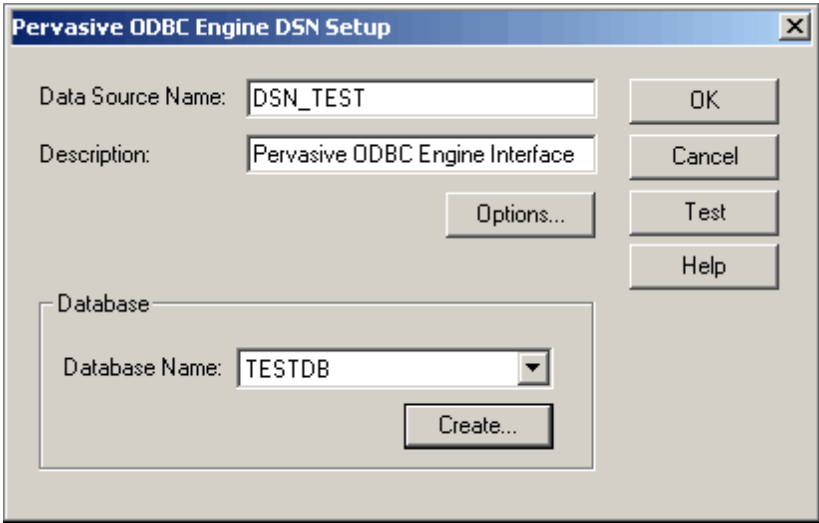 Pervasive ODBC Engine DSN Setup
Data Source Name: DSN_TEST OK
Description: Pervasive ODBC Engine Interface Cancel
Options... Test
Help
Database
Database Name: TESTDB
Create...